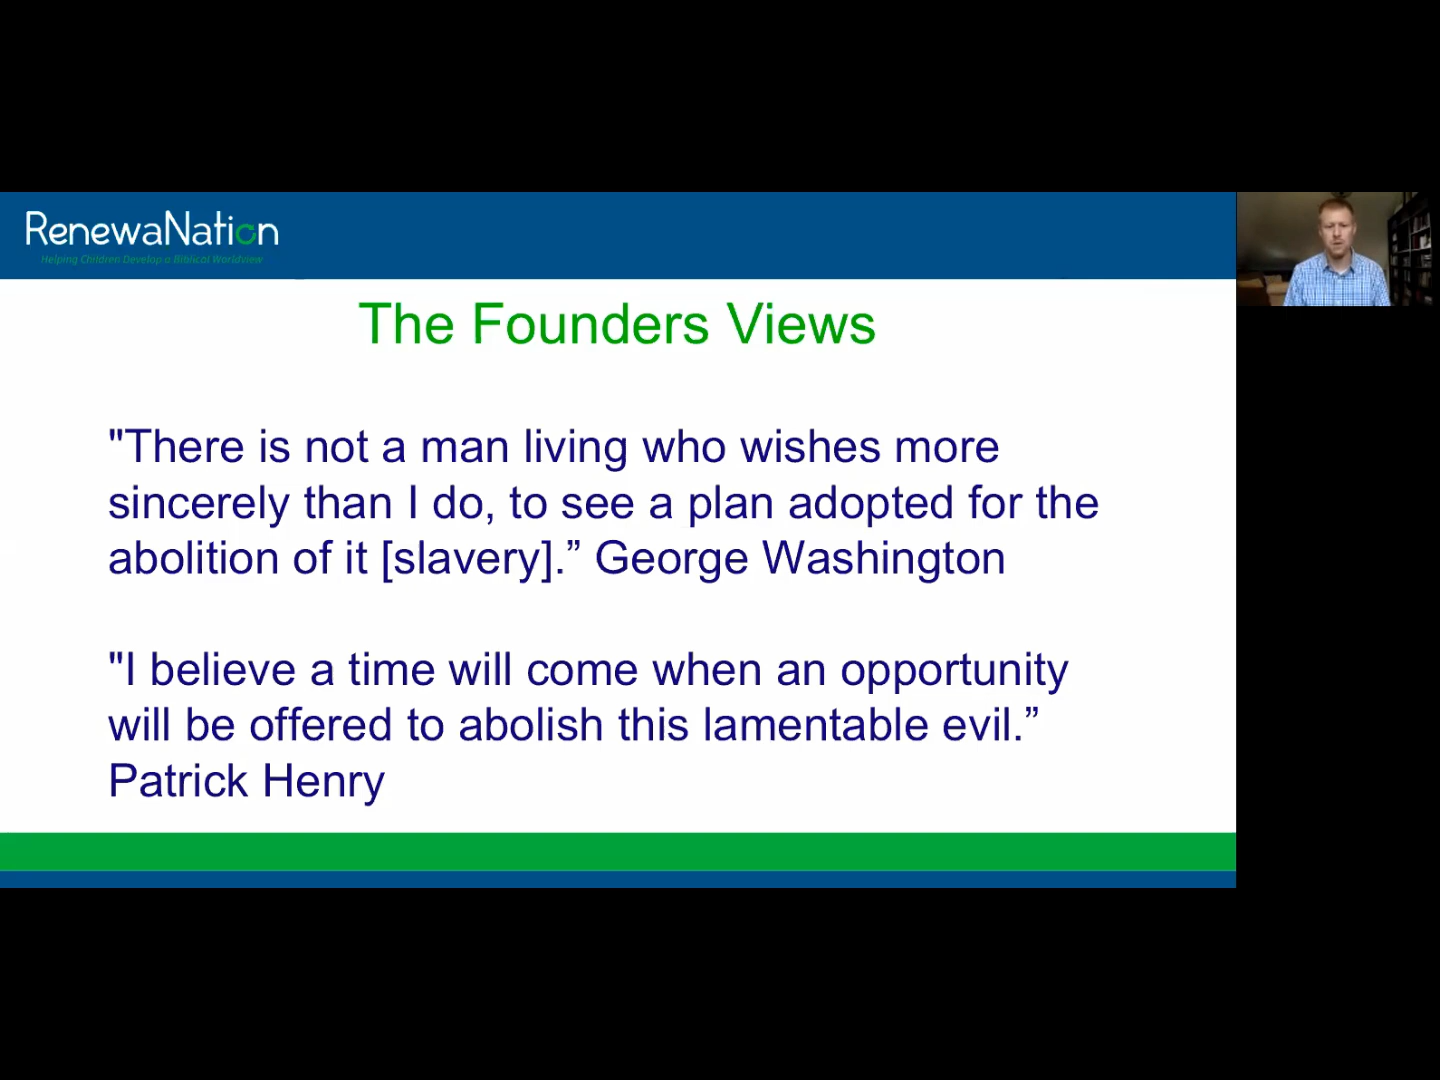 RenewaNation
Helping Children Develop a Biblical Worldview
The Founders Views
"There is not a man living who wishes more
sincerely than I do, to see a plan adopted for the
abolition of it [slavery].” George Washington
"I believe a time will come when an opportunity
will be offered to abolish this lamentable evil.”
Patrick Henry